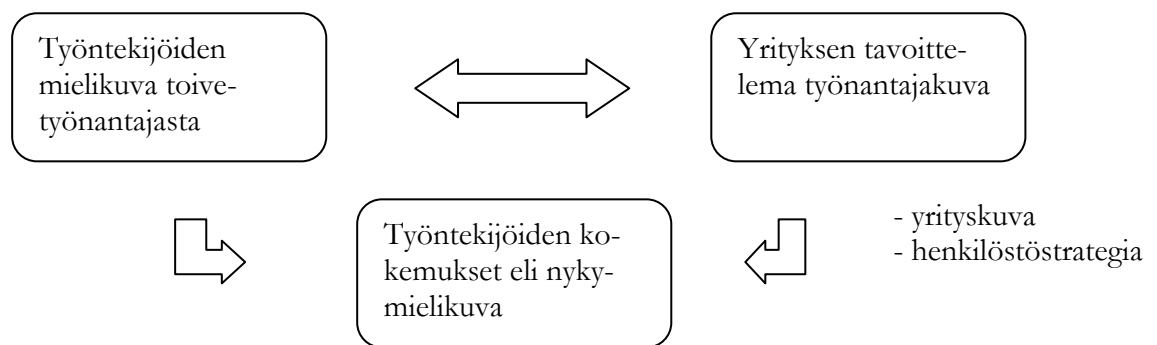 Työntekijöiden
mielikuva toive-
työnantajasta
Yrityksen tavoitte-
lema työnantajakuva
Työntekijöiden ko-
kemukset eli nyky-
mielikuva
- yrityskuva
- henkilöstöstrategia